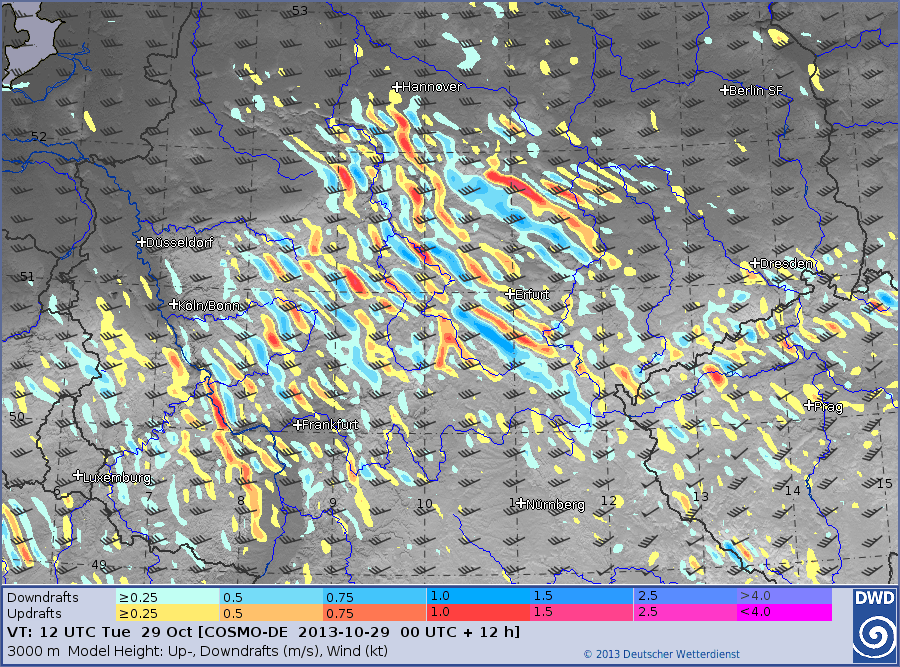 53
Hannover
Berlin-SF
52
Düsseldorf
51
Dresden
Köln/Bonn
Erfurt
50
Prag
Frankfurt
Luxemburg
6 7 8 9 10 11 12 13 14 15
Nürnberg
49
Downdrafts ≥0.25 0.5 0.75 1.0 1.5 2.5 >4.0
Updrafts ≥0.25 0.5 0.75 1.0 1.5 2.5 <4.0
DWD
VT: 12 UTC Tue 29 Oct [COSMO-DE 2013-10-29 00 UTC + 12 h]
3000 m Model Height: Up-, Downdrafts (m/s), Wind (kt)
© 2013 Deutscher Wetterdienst